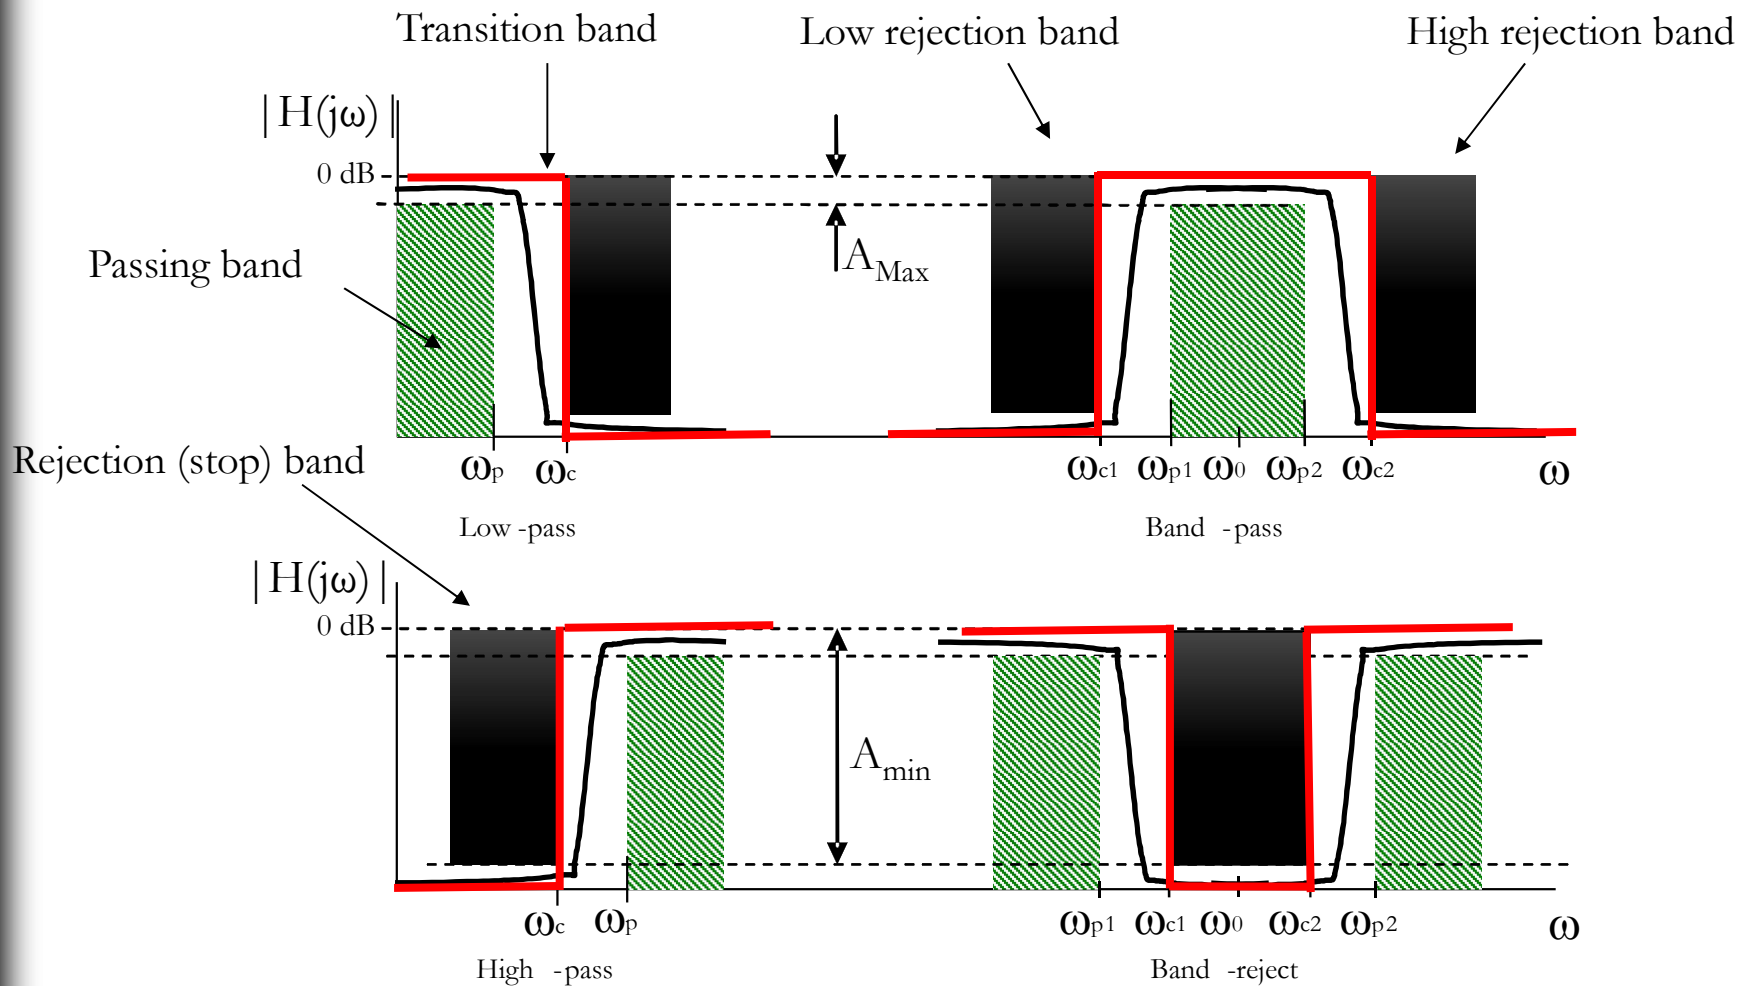 Transition band
Low rejection band
High rejection band
|H(jω)|
0 dB
Passing band
A Max
Rejection (stop) band
ωp
ωc
ωc1
ωp1
ω0
ωp2
ωc2
ω
Low -pass
Band -pass
|H(jω)|
0 dB
A min
ωc
ωp
ωp1
ωc1
ω0
ωc2
ωp2
ω
High -pass
Band -reject